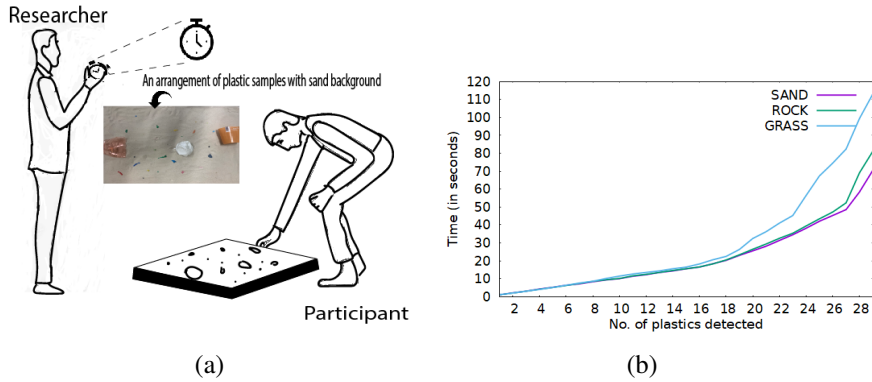 Researcher
An arrangement of plastic samples with sand background
Participant
(a)
120
110
100
90
80
70
60
50
40
30
20
10
0
Time (in seconds)
SAND
ROCK
GRASS
2 4 6 8 10 12 14 16 18 20 22 24 26 28
No. of plastics detected
(b)